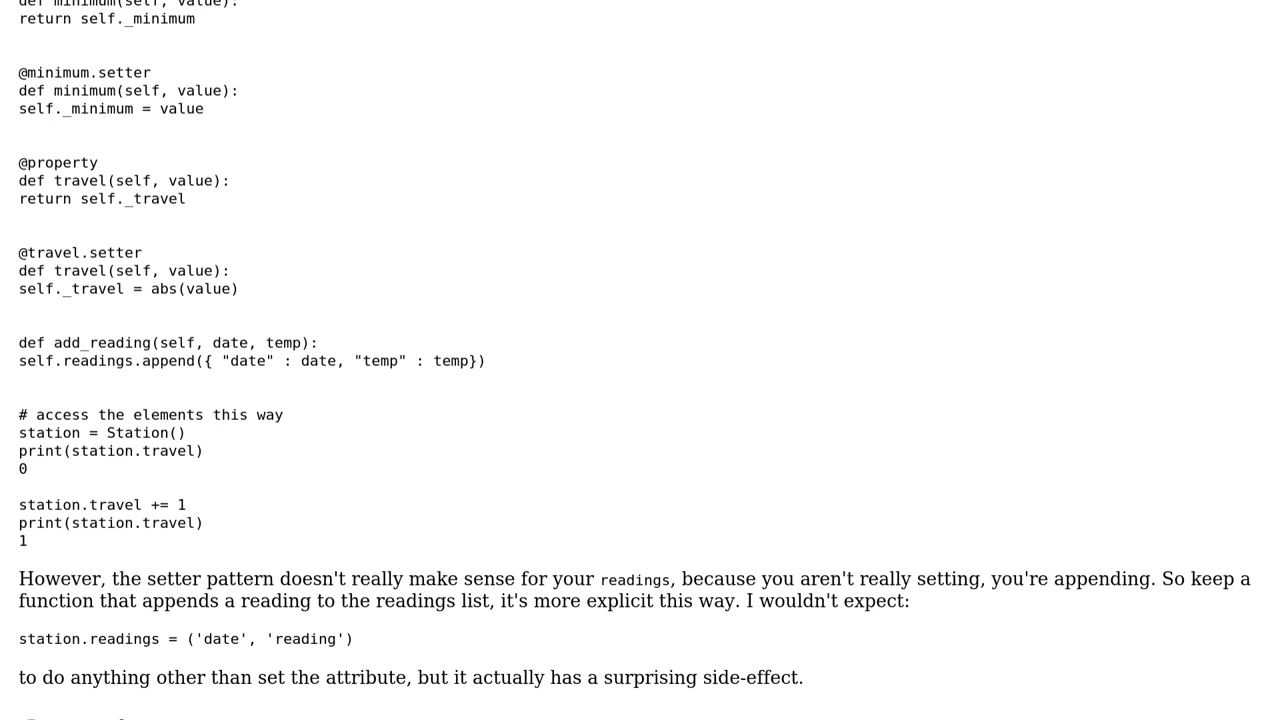 def minimum(self, value):
return self._minimum
@minimum.setter
def minimum(self, value):
self._minimum = value
@property
def travel(self, value):
return self._travel
@travel.setter
def travel(self, value):
self._travel = abs(value)
def add_reading(self, date, temp):
self.readings.append({ "date" : date, "temp" : temp})
# access the elements this way
station = Station()
print(station.travel)
0
station.travel += 1
print(station.travel)
1
However, the setter pattern doesn't really make sense for your readings, because you aren't really setting, you're appending. So keep a
function that appends a reading to the readings list, it's more explicit this way. I wouldn't expect:
station.readings = ('date', 'reading')
to do anything other than set the attribute, but it actually has a surprising side-effect.